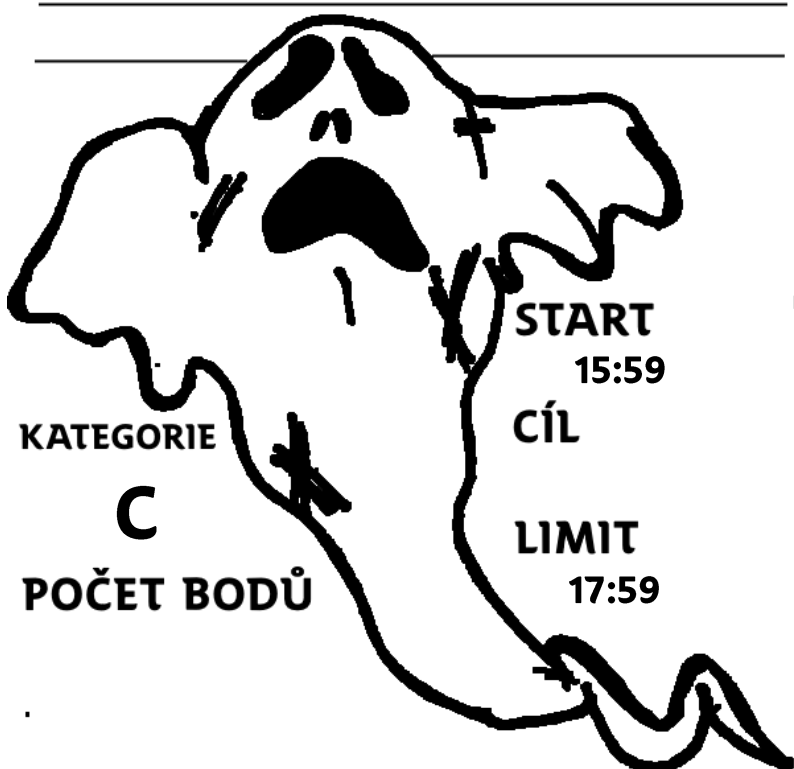 START
15:59
CÍL
KATEGORIE
C
LIMIT
17:59
POČET BODŮ